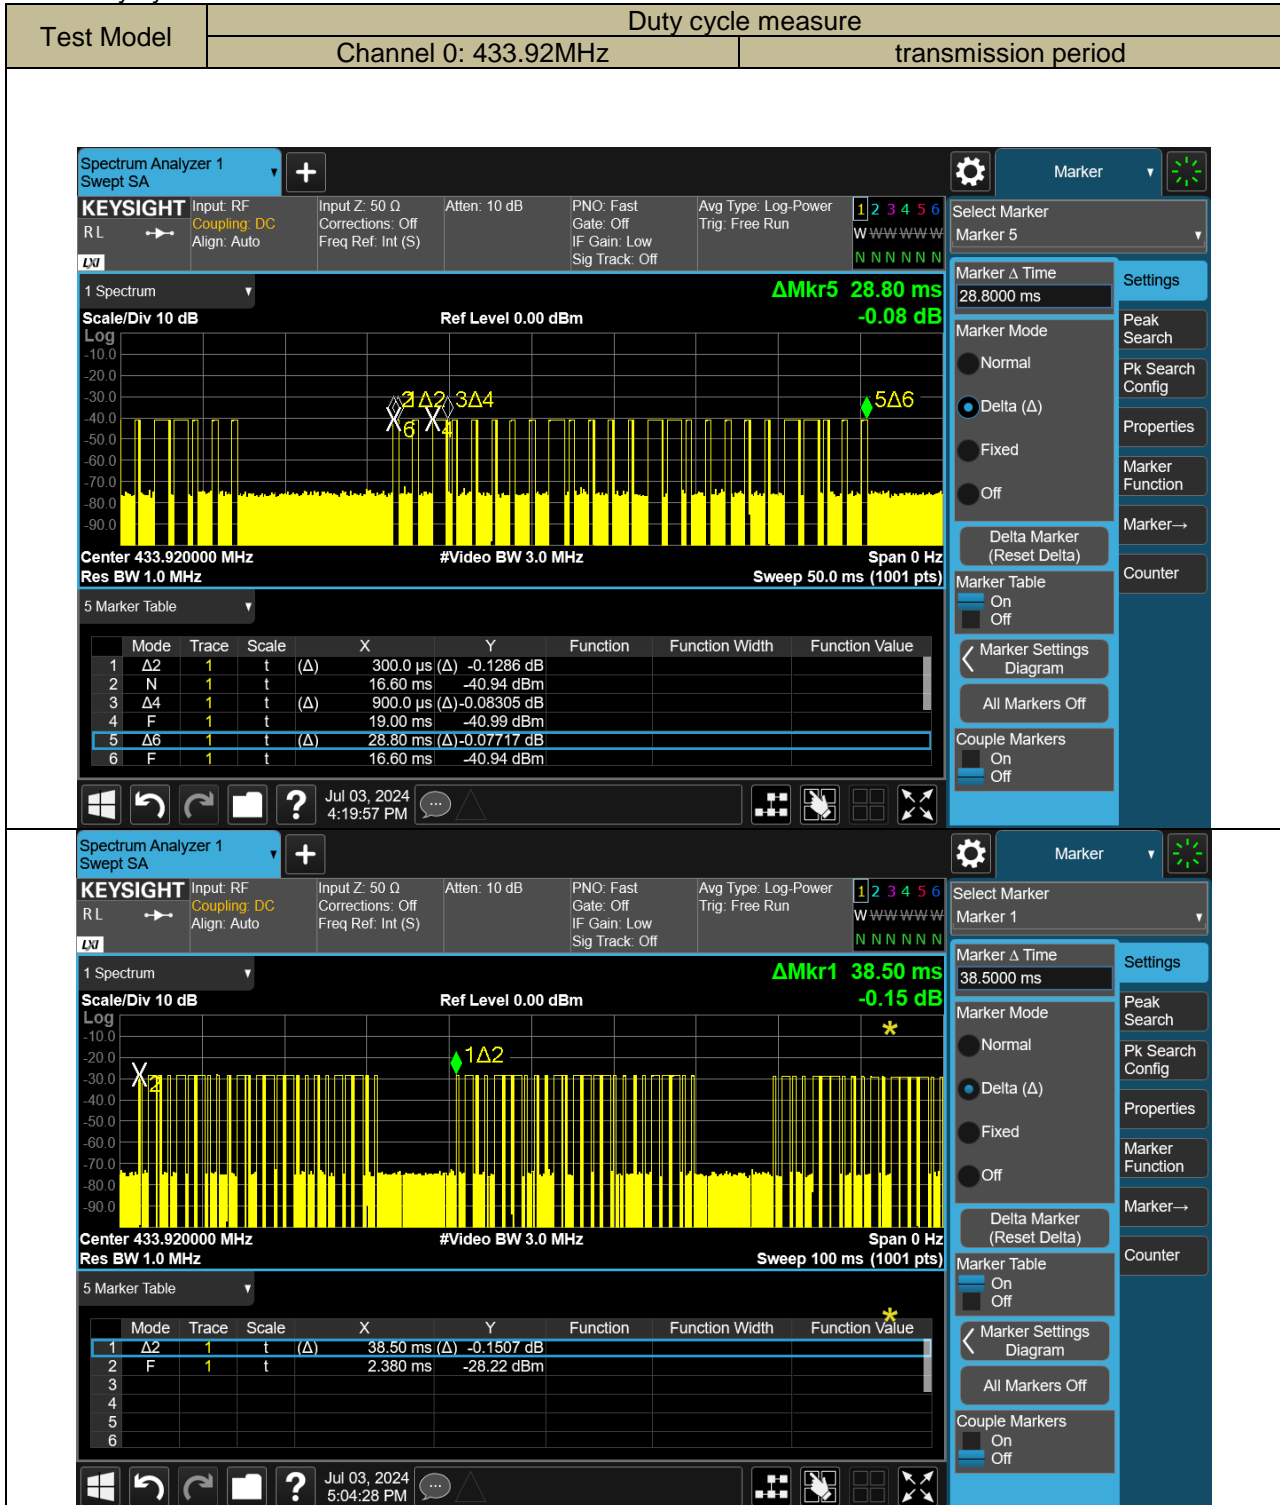 Test Model
Duty cycle measure
Channel 0: 433.92MHz
transmission period
Spectrum Analyzer 1
Swept SA
Marker
KEYSIGHT
R L
LXI
Input: RF
Coupling: DC
Align: Auto
Input Z: 50 Ω
Corrections: Off
Freq Ref: Int (S)
Atten: 10 dB
PNO: Fast
Gate: Off
IF Gain: Low
Sig Track: Off
Avg Type: Log-Power
Trig: Free Run
1 2 3 4 5 6
W W W W W W
N N N N N N
Select Marker
Marker 5
1 Spectrum
ΔMkr5 28.80 ms
-0.08 dB
Scale/Div 10 dB
Ref Level 0.00 dBm
Log
-10.0
-20.0
-30.0
-40.0
-50.0
-60.0
-70.0
-80.0
-90.0
2 1Δ2 3Δ4
6 4
5Δ6
Center 433.920000 MHz
#Video BW 3.0 MHz
Span 0 Hz
Res BW 1.0 MHz
Sweep 50.0 ms (1001 pts)
Marker Δ Time
28.8000 ms
Marker Mode
Normal
Delta (Δ)
Fixed
Off
Delta Marker
(Reset Delta)
Marker Table
On
Off
Marker Settings
Diagram
All Markers Off
Couple Markers
On
Off
Settings
Peak
Search
Pk Search
Config
Properties
Marker
Function
Marker→
Counter
5 Marker Table
Mode Trace Scale X Y Function Function Width Function Value
1 Δ2 1 t (Δ) 300.0 µs (Δ) -0.1286 dB
2 N 1 t 16.60 ms -40.94 dBm
3 Δ4 1 t (Δ) 900.0 µs (Δ) -0.08305 dB
4 F 1 t 19.00 ms -40.99 dBm
5 Δ6 1 t (Δ) 28.80 ms (Δ) -0.07717 dB
6 F 1 t 16.60 ms -40.94 dBm
?
Jul 03, 2024
4:19:57 PM
Spectrum Analyzer 1
Swept SA
Marker
KEYSIGHT
R L
LXI
Input: RF
Coupling: DC
Align: Auto
Input Z: 50 Ω
Corrections: Off
Freq Ref: Int (S)
Atten: 10 dB
PNO: Fast
Gate: Off
IF Gain: Low
Sig Track: Off
Avg Type: Log-Power
Trig: Free Run
1 2 3 4 5 6
W W W W W W
N N N N N N
Select Marker
Marker 1
1 Spectrum
ΔMkr1 38.50 ms
-0.15 dB
Scale/Div 10 dB
Ref Level 0.00 dBm
Log
-10.0
-20.0
-30.0
-40.0
-50.0
-60.0
-70.0
-80.0
-90.0
*
2
1Δ2
Center 433.920000 MHz
#Video BW 3.0 MHz
Span 0 Hz
Res BW 1.0 MHz
Sweep 100 ms (1001 pts)
Marker Δ Time
38.5000 ms
Marker Mode
Normal
Delta (Δ)
Fixed
Off
Delta Marker
(Reset Delta)
Marker Table
On
Off
Marker Settings
Diagram
All Markers Off
Couple Markers
On
Off
Settings
Peak
Search
Pk Search
Config
Properties
Marker
Function
Marker→
Counter
5 Marker Table
*
Mode Trace Scale X Y Function Function Width Function Value
1 Δ2 1 t (Δ) 38.50 ms (Δ) -0.1507 dB
2 F 1 t 2.380 ms -28.22 dBm
3
4
5
6
?
Jul 03, 2024
5:04:28 PM